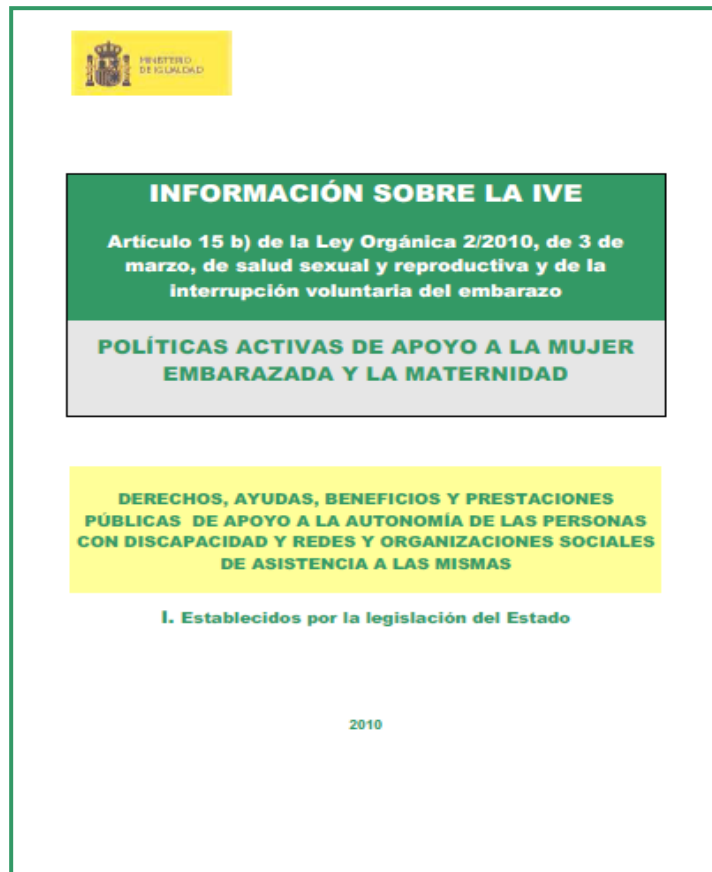 MINISTERIO
DE IGUALDAD
INFORMACIÓN SOBRE LA IVE
Artículo 15 b) de la Ley Orgánica 2/2010, de 3 de
marzo, de salud sexual y reproductiva y de la
interrupción voluntaria del embarazo
POLÍTICAS ACTIVAS DE APOYO A LA MUJER
EMBARAZADA Y LA MATERNIDAD
DERECHOS, AYUDAS, BENEFICIOS Y PRESTACIONES
PÚBLICAS DE APOYO A LA AUTONOMÍA DE LAS PERSONAS
CON DISCAPACIDAD Y REDES Y ORGANIZACIONES SOCIALES
DE ASISTENCIA A LAS MISMAS
I. Establecidos por la legislación del Estado
2010